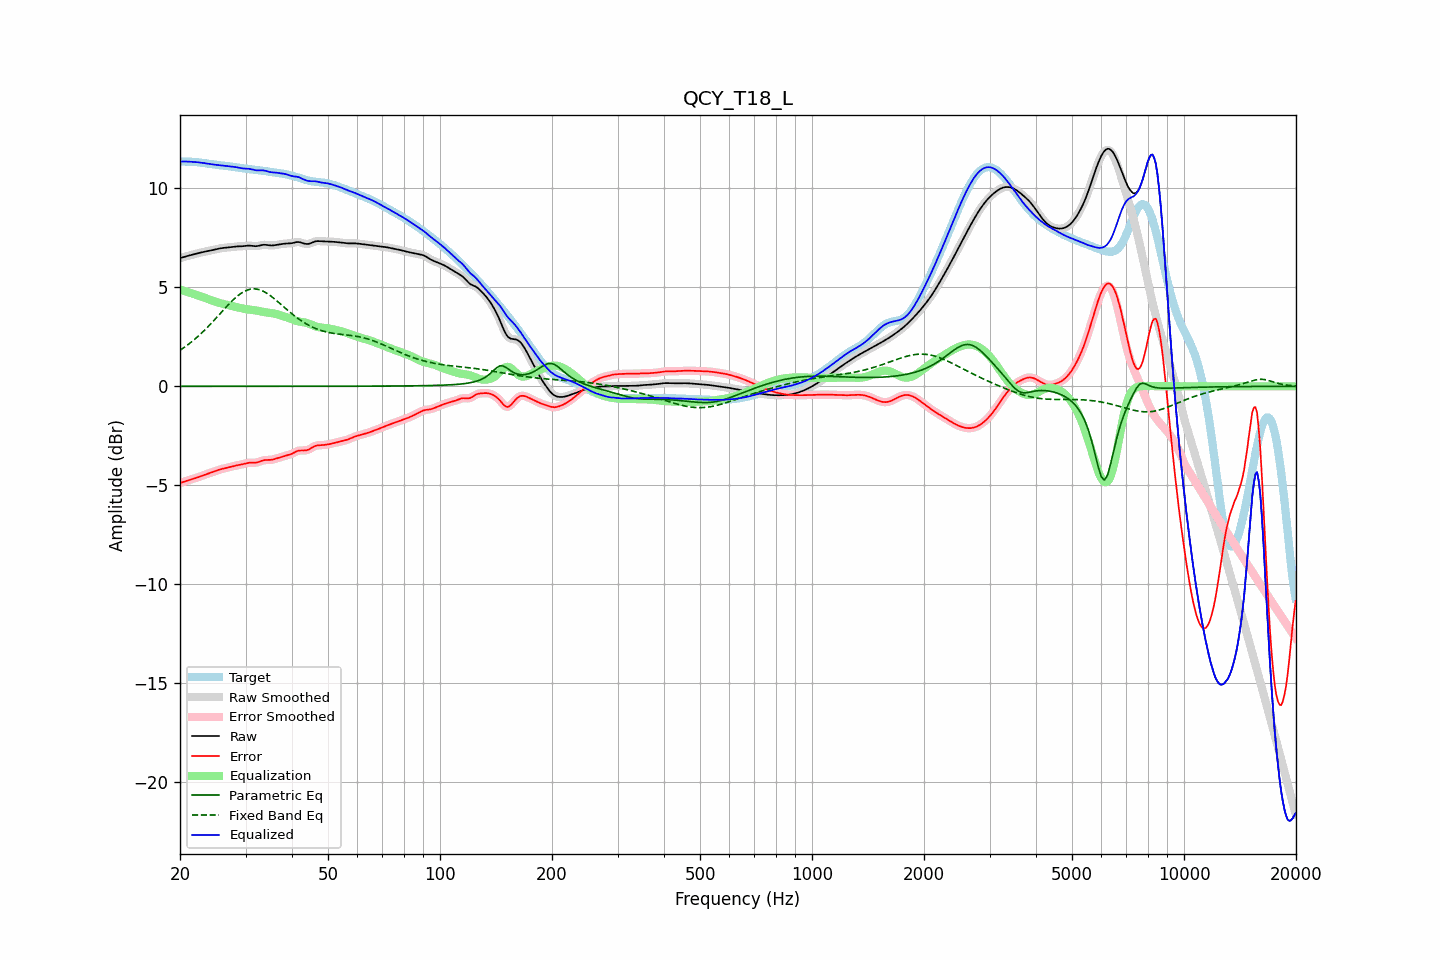 QCY_T18_L
Amplitude (dBr)
10
5
0
−5
−10
−15
−20
Target
Raw Smoothed
Error Smoothed
Raw
Error
Equalization
Parametric Eq
Fixed Band Eq
Equalized
20 50 100 200 500 1000 2000 5000 10000 20000
Frequency (Hz)